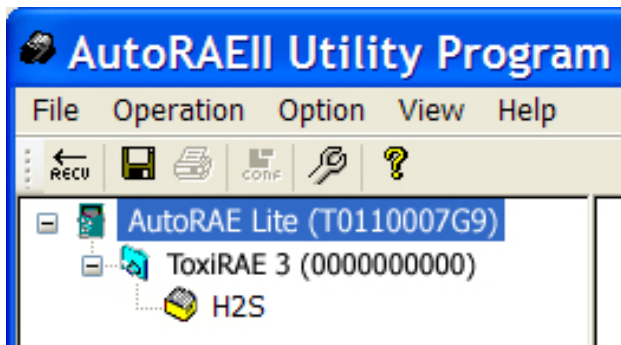 AutoRAEII Utility Program
File Operation Option View Help
RECV CONF ?
AutoRAE Lite (T0110007G9)
ToxiRAE 3 (0000000000)
H2S